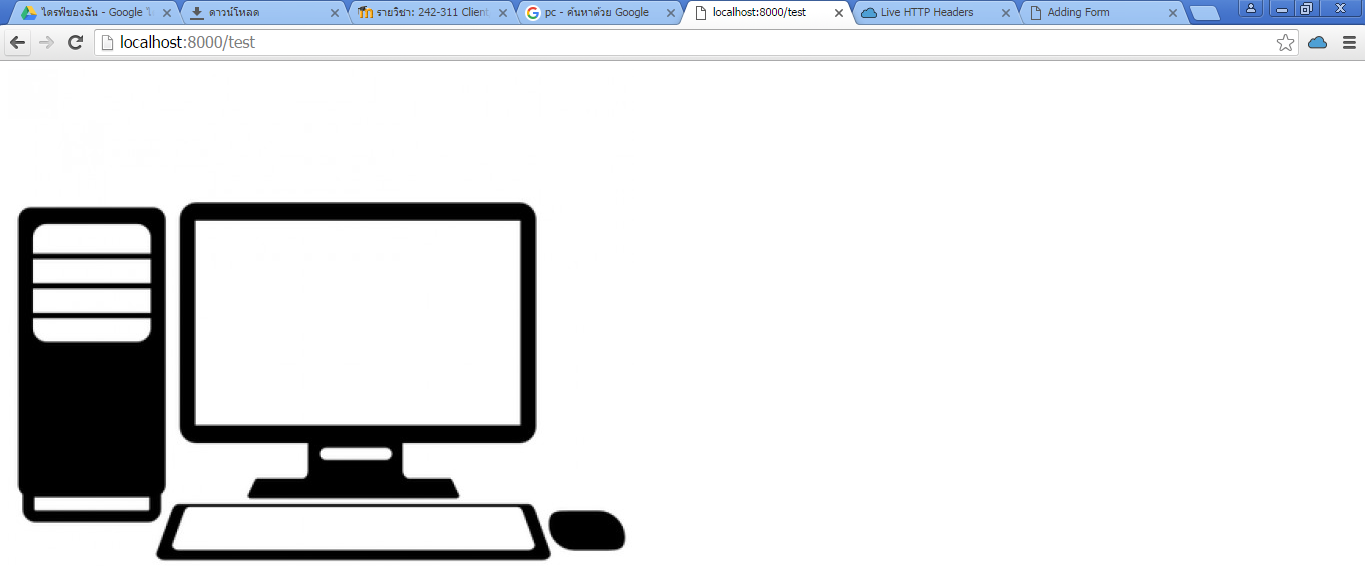 ไดรฟ์ของฉัน - Google ไ
ดาวน์โหลด
รายวิชา: 242-311 Client
pc - ค้นหาด้วย Google
localhost:8000/test
Live HTTP Headers
Adding Form
localhost:8000/test